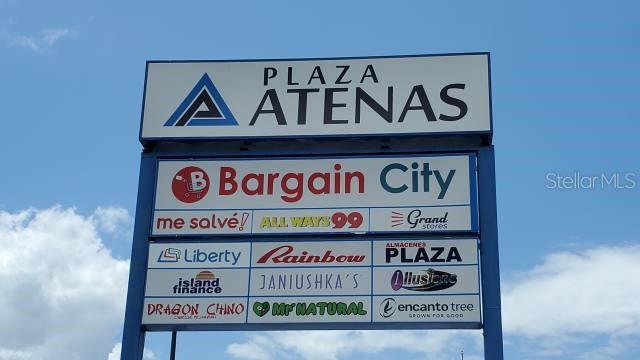 PLAZA
ATENAS
B Bargain City
me salvé! ALL WAYS 99 Grand stores
Liberty Rainbow ALMACENES PLAZA
island finance JANIUSHKA'S Illusions
DRAGON CHINO Mr NATURAL encanto tree
GROWN FOR GOOD
StellarMLS